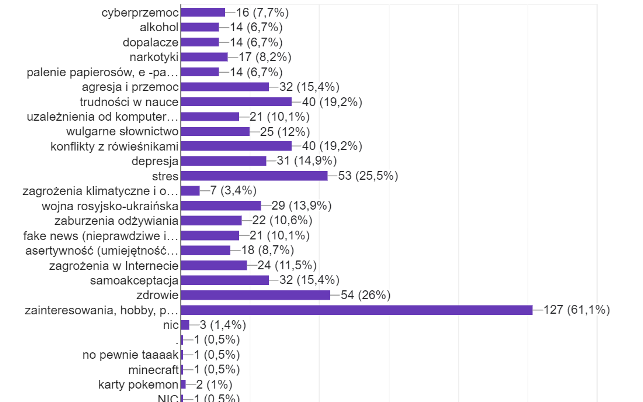 cyberprzemoc 16 (7,7%)
alkohol 14 (6,7%)
dopalacze 14 (6,7%)
narkotyki 17 (8,2%)
palenie papierosów, e -pa… 14 (6,7%)
agresja i przemoc 32 (15,4%)
trudności w nauce 40 (19,2%)
uzależnienia od komputer… 21 (10,1%)
wulgarne słownictwo 25 (12%)
konflikty z rówieśnikami 40 (19,2%)
depresja 31 (14,9%)
stres 53 (25,5%)
zagrożenia klimatyczne i o… 7 (3,4%)
wojna rosyjsko-ukraińska 29 (13,9%)
zaburzenia odżywiania 22 (10,6%)
fake news (nieprawdziwe i… 21 (10,1%)
asertywność (umiejętność… 18 (8,7%)
zagrożenia w Internecie 24 (11,5%)
samoakceptacja 32 (15,4%)
zdrowie 54 (26%)
zainteresowania, hobby, p… 127 (61,1%)
nic 3 (1,4%)
. 1 (0,5%)
no pewnie taaaak 1 (0,5%)
minecraft 1 (0,5%)
karty pokemon 2 (1%)
NIC 1 (0,5%)